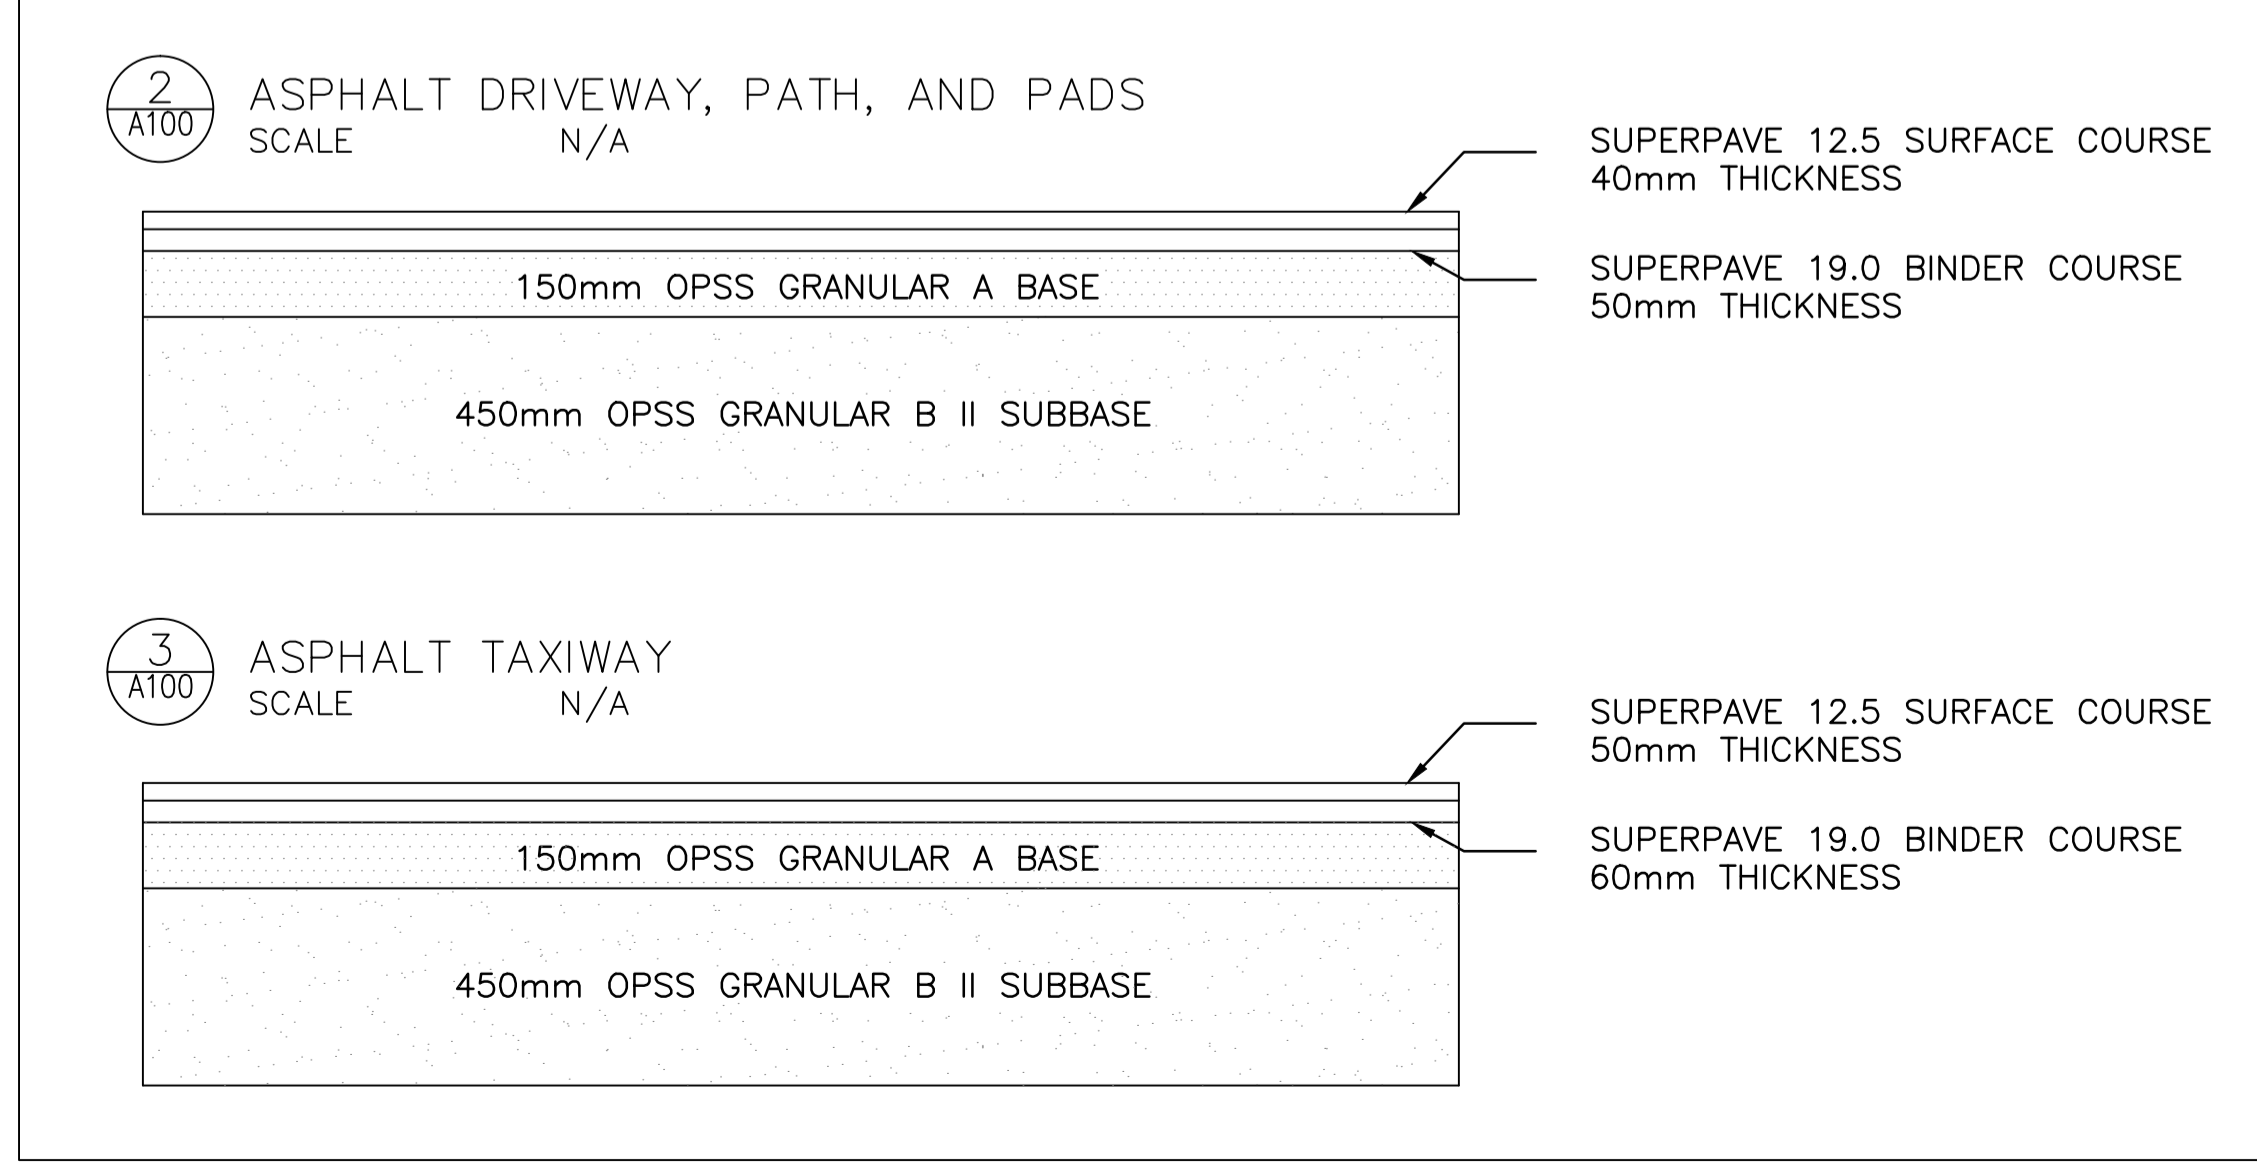 2
A100
ASPHALT DRIVEWAY, PATH, AND PADS
SCALE N/A
SUPERPAVE 12.5 SURFACE COURSE
40mm THICKNESS
SUPERPAVE 19.0 BINDER COURSE
50mm THICKNESS
150mm OPSS GRANULAR A BASE
450mm OPSS GRANULAR B II SUBBASE
3
A100
ASPHALT TAXIWAY
SCALE N/A
SUPERPAVE 12.5 SURFACE COURSE
50mm THICKNESS
SUPERPAVE 19.0 BINDER COURSE
60mm THICKNESS
150mm OPSS GRANULAR A BASE
450mm OPSS GRANULAR B II SUBBASE